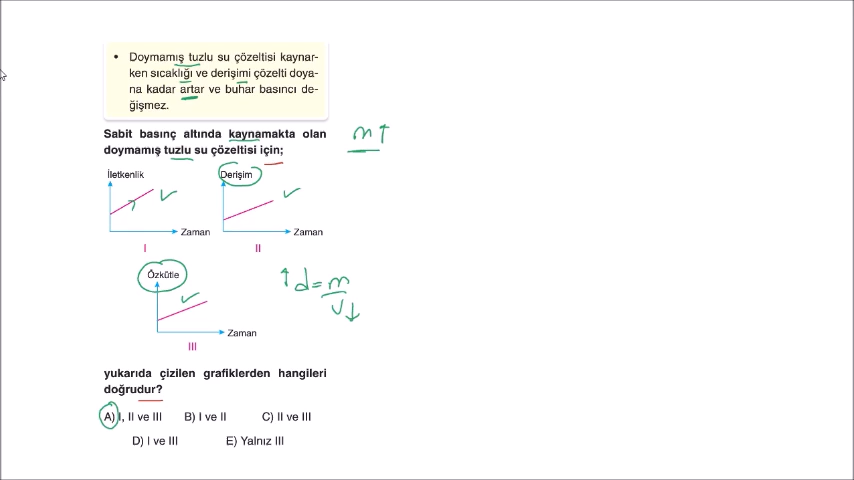 • Doymamış tuzlu su çözeltisi kaynar-
ken sıcaklığı ve derişimi çözelti doya-
na kadar artar ve buhar basıncı de-
ğişmez.
Sabit basınç altında kaynamakta olan
doymamış tuzlu su çözeltisi için;
m↑
İletkenlik
Derişim
Zaman
Zaman
I
II
Özkütle
↑d=m
V↓
Zaman
III
yukarıda çizilen grafiklerden hangileri
doğrudur?
A) I, II ve III B) I ve II C) II ve III
D) I ve III E) Yalnız III